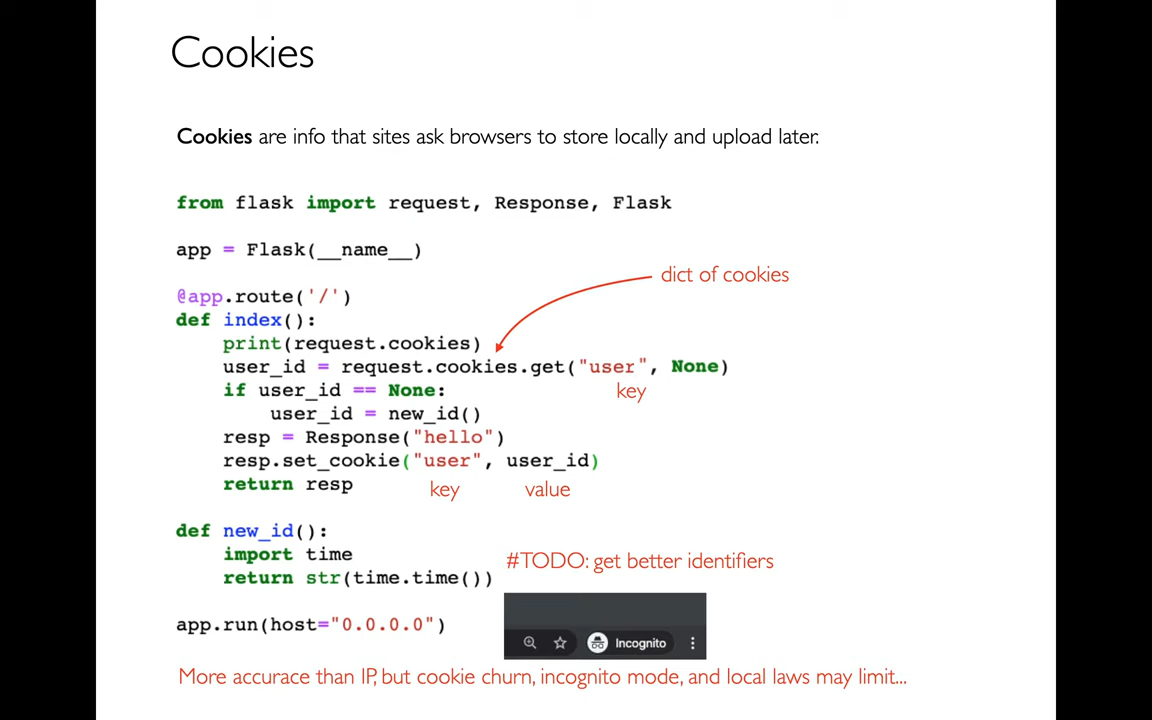 Cookies
Cookies are info that sites ask browsers to store locally and upload later.
from flask import request, Response, Flask
app = Flask(__name__)
dict of cookies
@app.route('/')
def index():
    print(request.cookies)
    user_id = request.cookies.get("user", None)
    if user_id == None:
key
        user_id = new_id()
    resp = Response("hello")
    resp.set_cookie("user", user_id)
    return resp
key value
def new_id():
    import time
#TODO: get better identifiers
    return str(time.time())
app.run(host="0.0.0.0")
Incognito
More accurace than IP, but cookie churn, incognito mode, and local laws may limit...